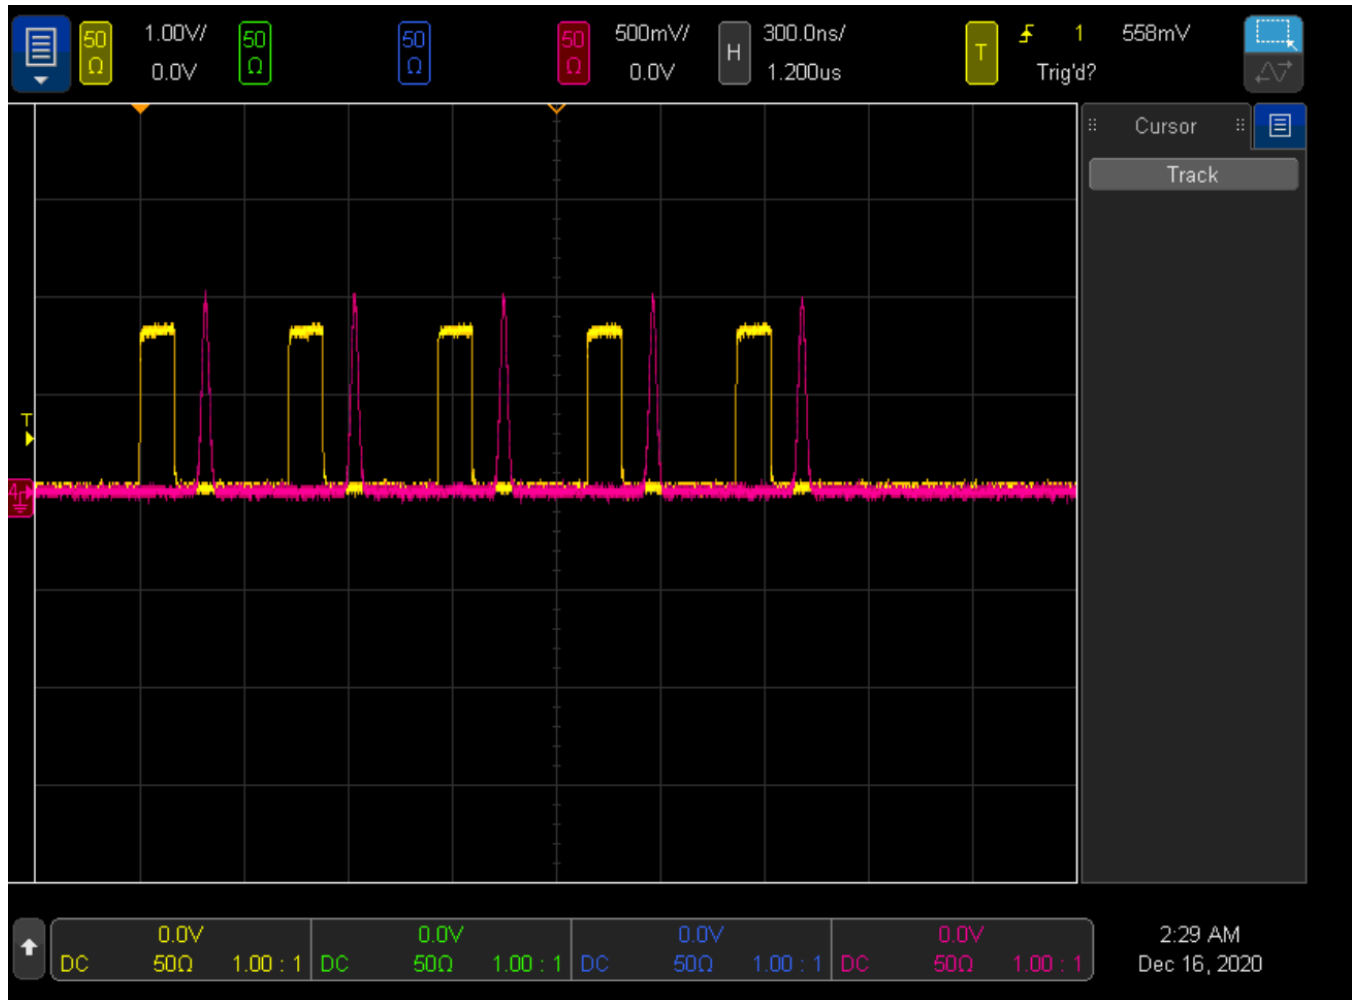 50 Ω 1.00V/ 50 Ω 50 Ω 50 Ω 500mV/ H 300.0ns/ T 1 558mV
0.0V 0.0V 1.200us Trig'd?
Cursor
Track
T
4
0.0V 0.0V 0.0V 0.0V 2:29 AM
DC 50Ω 1.00 : 1 DC 50Ω 1.00 : 1 DC 50Ω 1.00 : 1 DC 50Ω 1.00 : 1 Dec 16, 2020